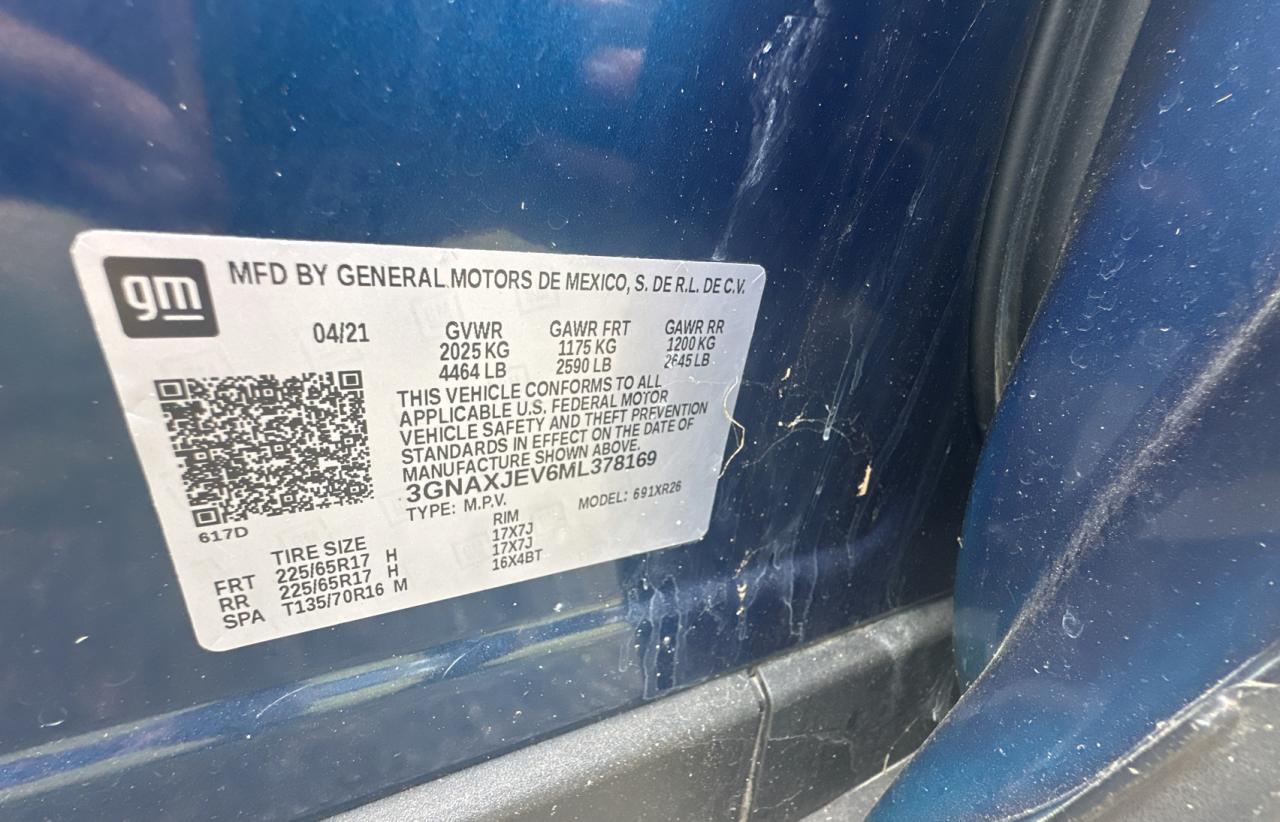 gm
MFD BY GENERAL MOTORS DE MEXICO, S. DE R.L. DE C.V.
04/21 GVWR GAWR FRT GAWR RR
2025 KG 1175 KG 1200 KG
4464 LB 2590 LB 2645 LB
THIS VEHICLE CONFORMS TO ALL
APPLICABLE U.S. FEDERAL MOTOR
VEHICLE SAFETY AND THEFT PREVENTION
STANDARDS IN EFFECT ON THE DATE OF
MANUFACTURE SHOWN ABOVE.
3GNAXJEV6ML378169
TYPE: M.P.V. MODEL: 691XR26
617D
TIRE SIZE RIM
FRT 225/65R17 H 17X7J
RR 225/65R17 H 17X7J
SPA T135/70R16 M 16X4BT